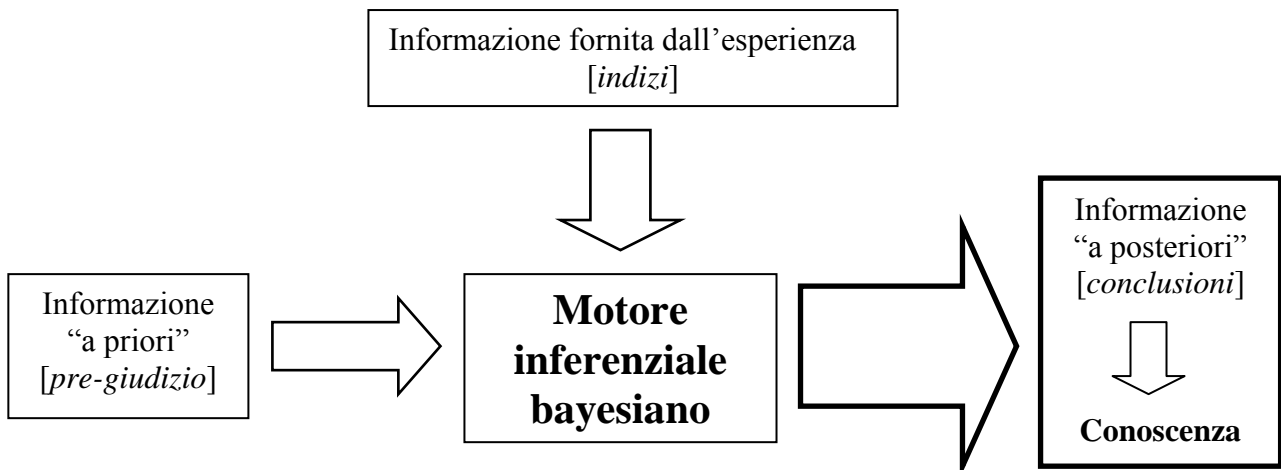 Informazione fornita dall’esperienza
[indizi]
Informazione
“a priori”
[pre-giudizio]
Motore
inferenziale
bayesiano
Informazione
“a posteriori”
[conclusioni]
Conoscenza